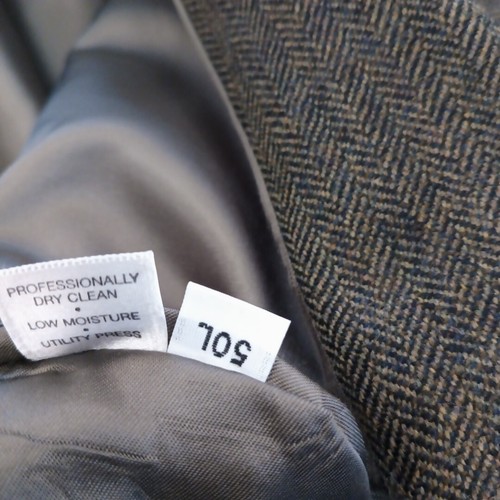 PROFESSIONALLY
DRY CLEAN
•
LOW MOISTURE
•
UTILITY PRESS
50L